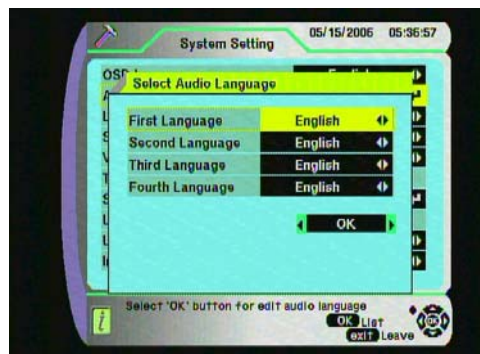 System Setting
05/15/2006 05:36:57
Select Audio Language
First Language English
Second Language English
Third Language English
Fourth Language English
OK
Select 'OK' button for edit audio language
OK List
exit Leave